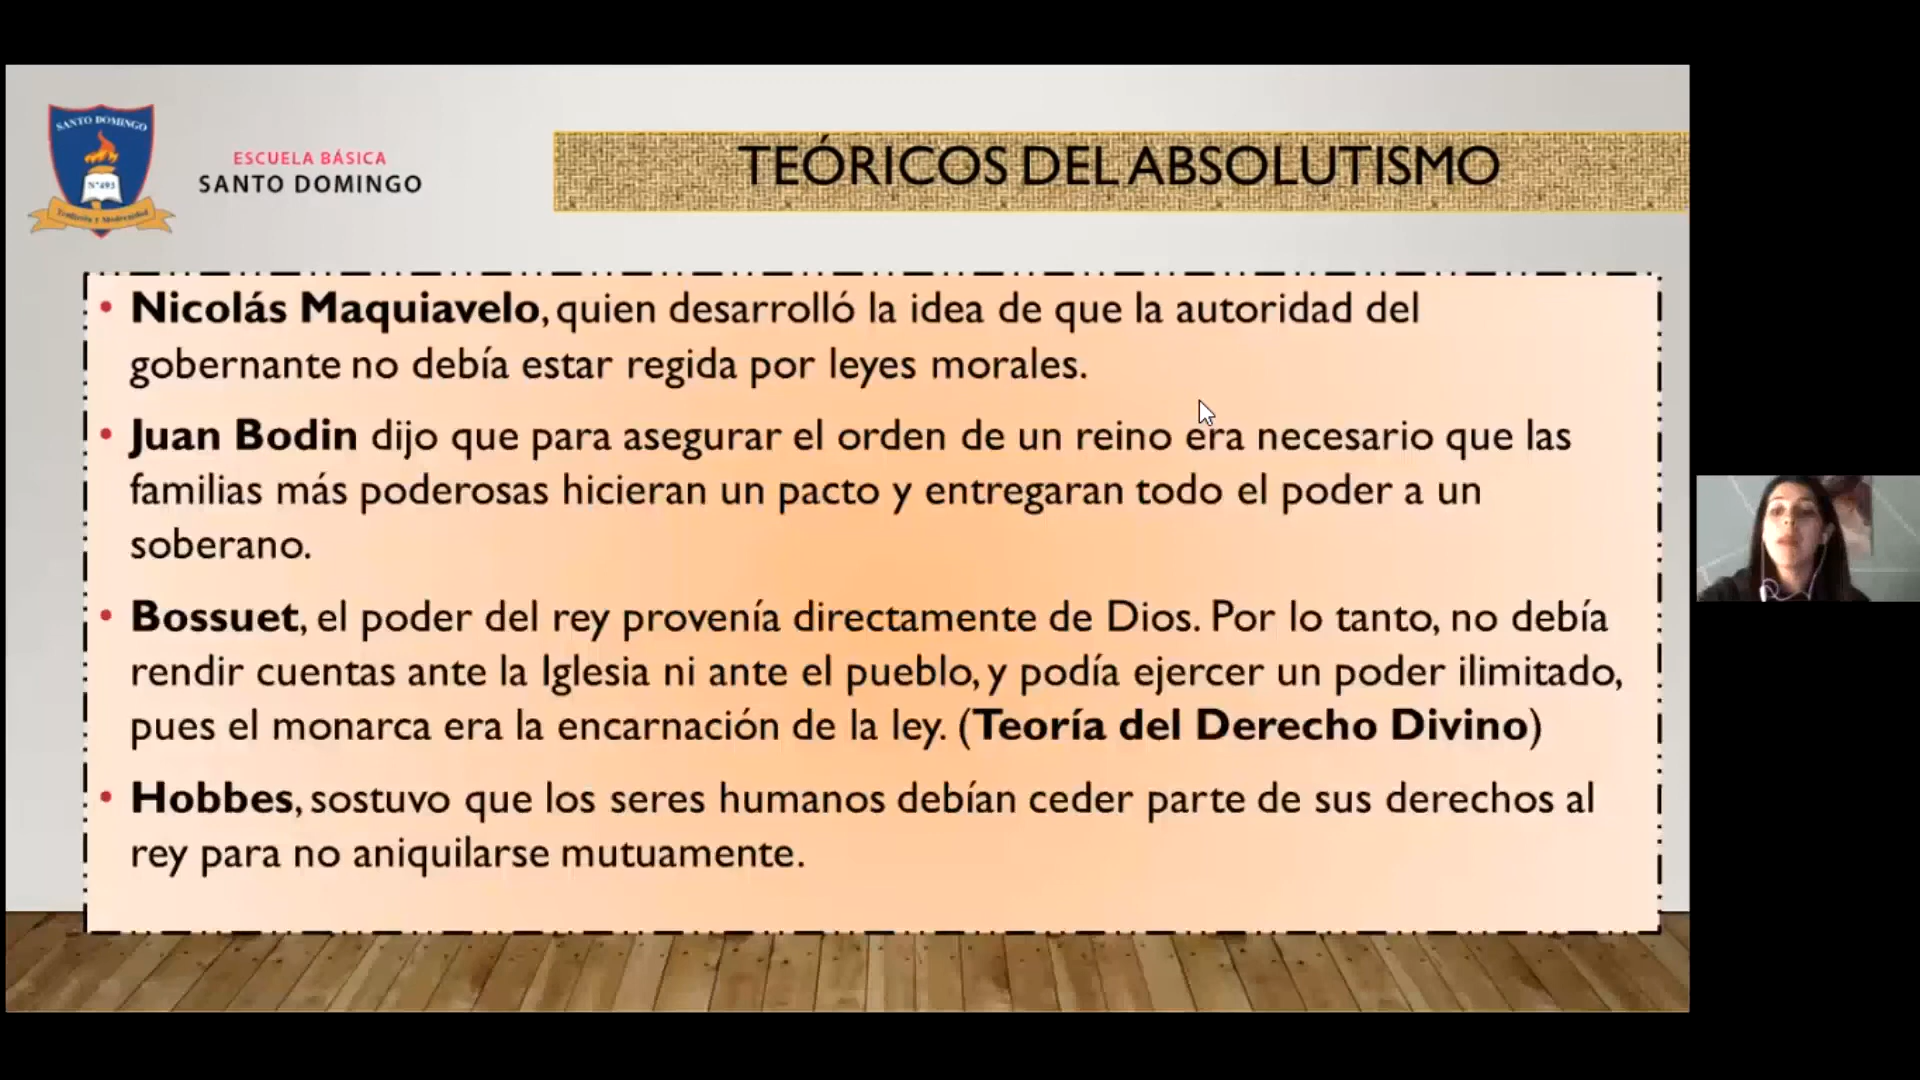 SANTO DOMINGO
Nº493
Tradición y Modernidad
ESCUELA BÁSICA
SANTO DOMINGO
TEÓRICOS DEL ABSOLUTISMO
• Nicolás Maquiavelo, quien desarrolló la idea de que la autoridad del
gobernante no debía estar regida por leyes morales.
• Juan Bodin dijo que para asegurar el orden de un reino era necesario que las
familias más poderosas hicieran un pacto y entregaran todo el poder a un
soberano.
• Bossuet, el poder del rey provenía directamente de Dios. Por lo tanto, no debía
rendir cuentas ante la Iglesia ni ante el pueblo, y podía ejercer un poder ilimitado,
pues el monarca era la encarnación de la ley. (Teoría del Derecho Divino)
• Hobbes, sostuvo que los seres humanos debían ceder parte de sus derechos al
rey para no aniquilarse mutuamente.